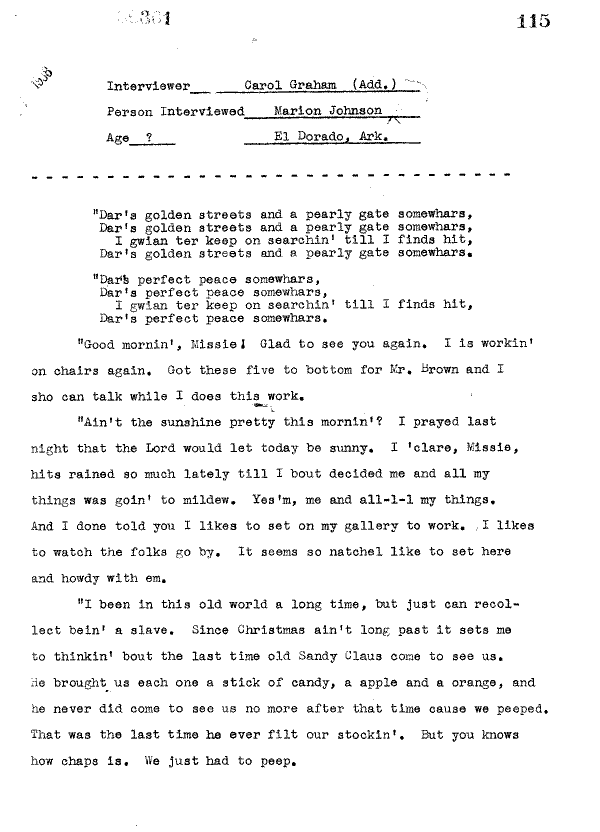 115
Interviewer Carol Graham (Add.)
Person Interviewed Marion Johnson
Age ? El Dorado, Ark.
"Dar's golden streets and a pearly gate somewhars,
Dar's golden streets and a pearly gate somewhars,
I gwian ter keep on searchin' till I finds hit,
Dar's golden streets and a pearly gate somewhars.
"Dar's perfect peace somewhars,
Dar's perfect peace somewhars,
I gwian ter keep on searchin' till I finds hit,
Dar's perfect peace somewhars.
"Good mornin', Missie! Glad to see you again. I is workin'
on chairs again. Got these five to bottom for Mr. Brown and I
sho can talk while I does this work.
"Ain't the sunshine pretty this mornin'? I prayed last
night that the Lord would let today be sunny. I 'clare, Missie,
hits rained so much lately till I bout decided me and all my
things was goin' to mildew. Yes'm, me and all-l-l my things.
And I done told you I likes to set on my gallery to work. I likes
to watch the folks go by. It seems so natchel like to set here
and howdy with em.
"I been in this old world a long time, but just can recol-
lect bein' a slave. Since Christmas ain't long past it sets me
to thinkin' bout the last time old Sandy Claus come to see us.
He brought us each one a stick of candy, a apple and a orange, and
he never did come to see us no more after that time cause we peeped.
That was the last time he ever filt our stockin'. But you knows
how chaps is. We just had to peep.